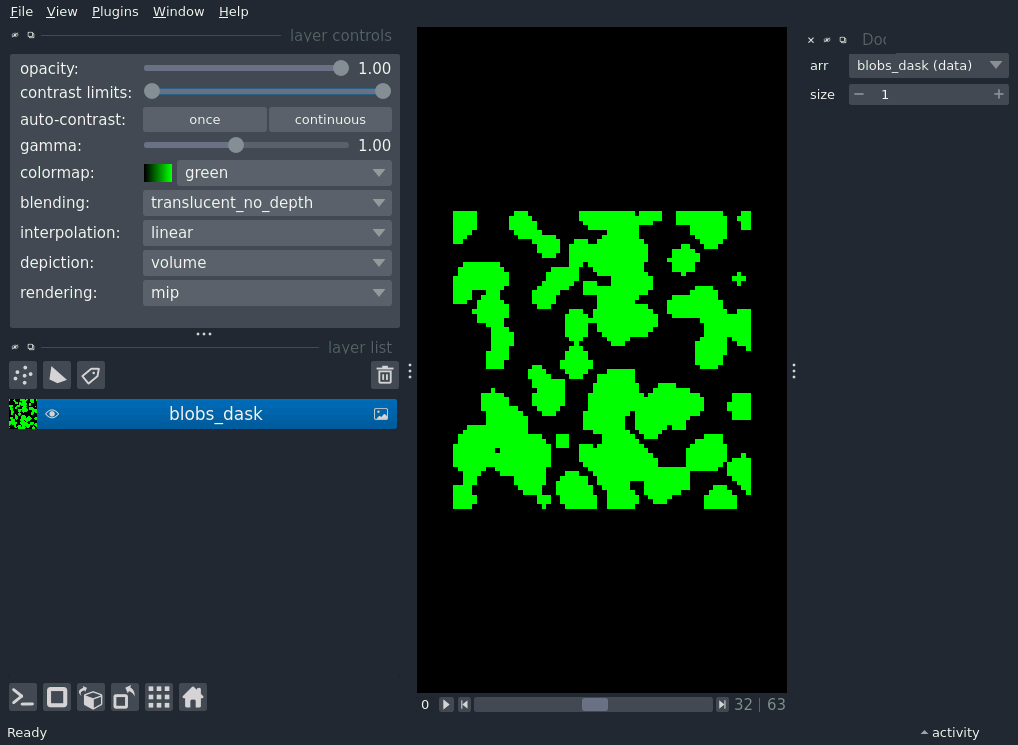 File View Plugins Window Help
layer controls
opacity: 1.00
contrast limits:
auto-contrast: once continuous
gamma: 1.00
colormap: green
blending: translucent_no_depth
interpolation: linear
depiction: volume
rendering: mip
layer list
blobs_dask
0 32 | 63
Doc
arr blobs_dask (data)
size 1
Ready
activity